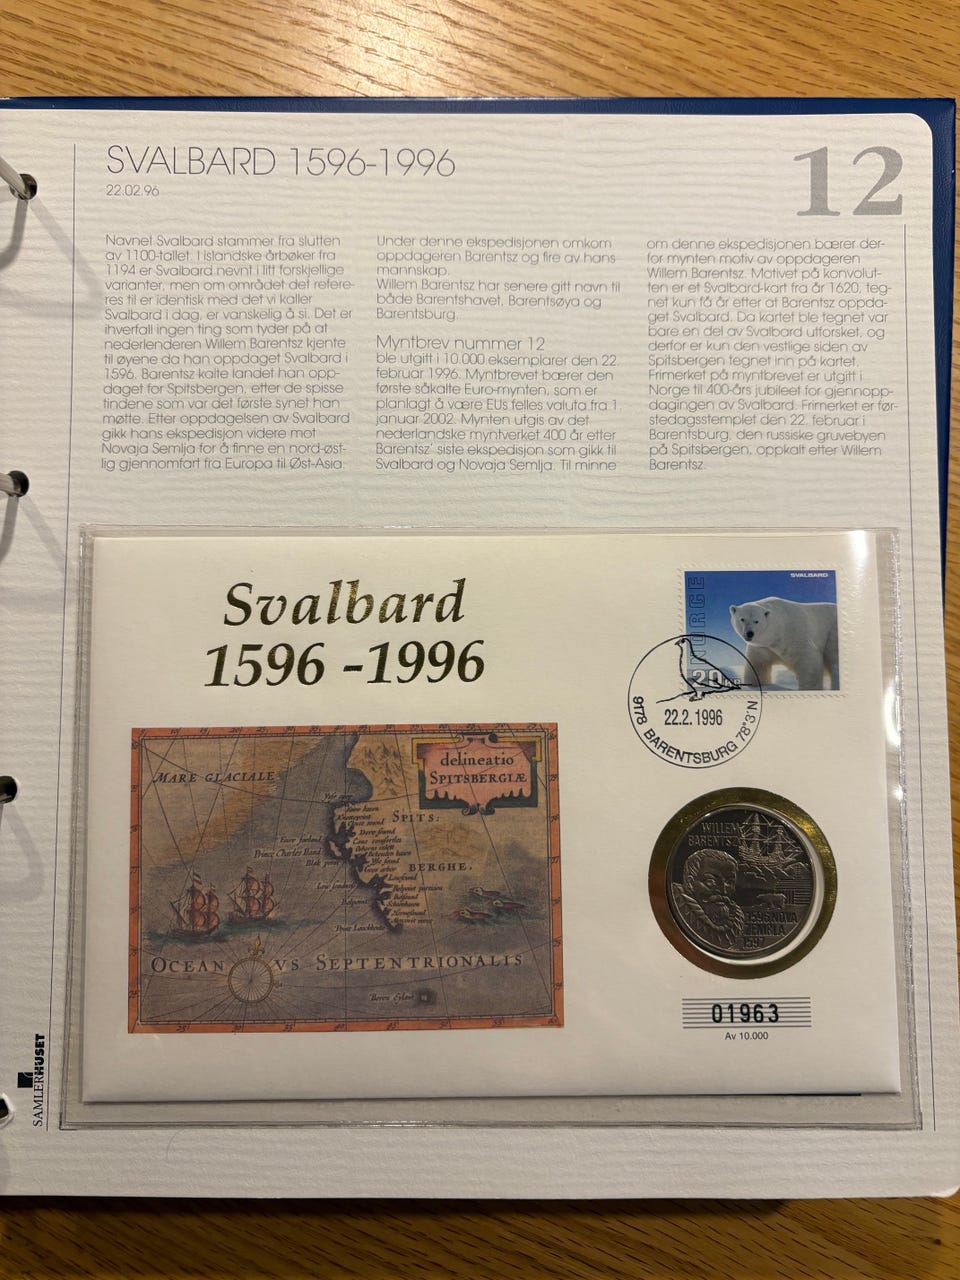 SVALBARD 1596-1996
22.02.96
12
Navnet Svalbard stammer fra slutten
av 1100-tallet. I islandske årbøker fra
1194 er Svalbard nevnt i litt forskjellige
varianter, men om området det refere-
res til er identisk med det vi kaller
Svalbard i dag, er vanskelig å si. Det er
ihverfall ingen ting som tyder på at
nederlenderen Willem Barentsz kjente
til øyene da han oppdaget Svalbard i
1596. Barentsz kalte landet han opp-
daget for Spitsbergen, etter de spisse
tindene som var det første synet han
møtte. Etter oppdagelsen av Svalbard
gikk hans ekspedisjon videre mot
Novaja Semlja for å finne en nord-øst-
lig gjennomfart fra Europa til Øst-Asia.
Under denne ekspedisjonen omkom
oppdageren Barentsz og fire av hans
mannskap.
Willem Barentsz har senere gitt navn til
både Barentshavet, Barentsøya og
Barentsburg.
Myntbrev nummer 12
ble utgitt i 10.000 eksemplarer den 22.
februar 1996. Myntbrevet bærer den
første såkalte Euro-mynten, som er
planlagt å være EUs felles valuta fra 1.
januar 2002. Mynten utgis av det
nederlandske myntverket 400 år etter
Barentsz' siste ekspedisjon som gikk til
Svalbard og Novaja Semlja. Til minne
om denne ekspedisjonen bærer der-
for mynten motiv av oppdageren
Willem Barentsz. Motivet på konvolut-
ten er et Svalbard-kart fra år 1620, teg-
net kun få år etter at Barentsz oppda-
get Svalbard. Da kartet ble tegnet var
bare en del av Svalbard utforsket, og
derfor er kun den vestlige siden av
Spitsbergen tegnet inn på kartet.
Frimerket på myntbrevet er utgitt i
Norge til 400-års jubileet for gjennopp-
dagingen av Svalbard. Frimerket er før-
stedagsstemplet den 22. februar i
Barentsburg, den russiske gruvebyen
på Spitsbergen, oppkalt etter Willem
Barentsz.
Svalbard
1596 -1996
SVALBARD
NORGE
20
22.2.1996
9178 BARENTSBURG 78°3'N
delineatio
SPITSBERGIÆ
MARE GLACIALE
SPITS:
BERGHE.
Prince Charles Iland
OCEANVS SEPTENTRIONALIS
Beren Eylant
WILLEM
BARENTSZ
1596 NOVA
ZEMBLA
1597
01963
Av 10.000
SAMLERHUSET